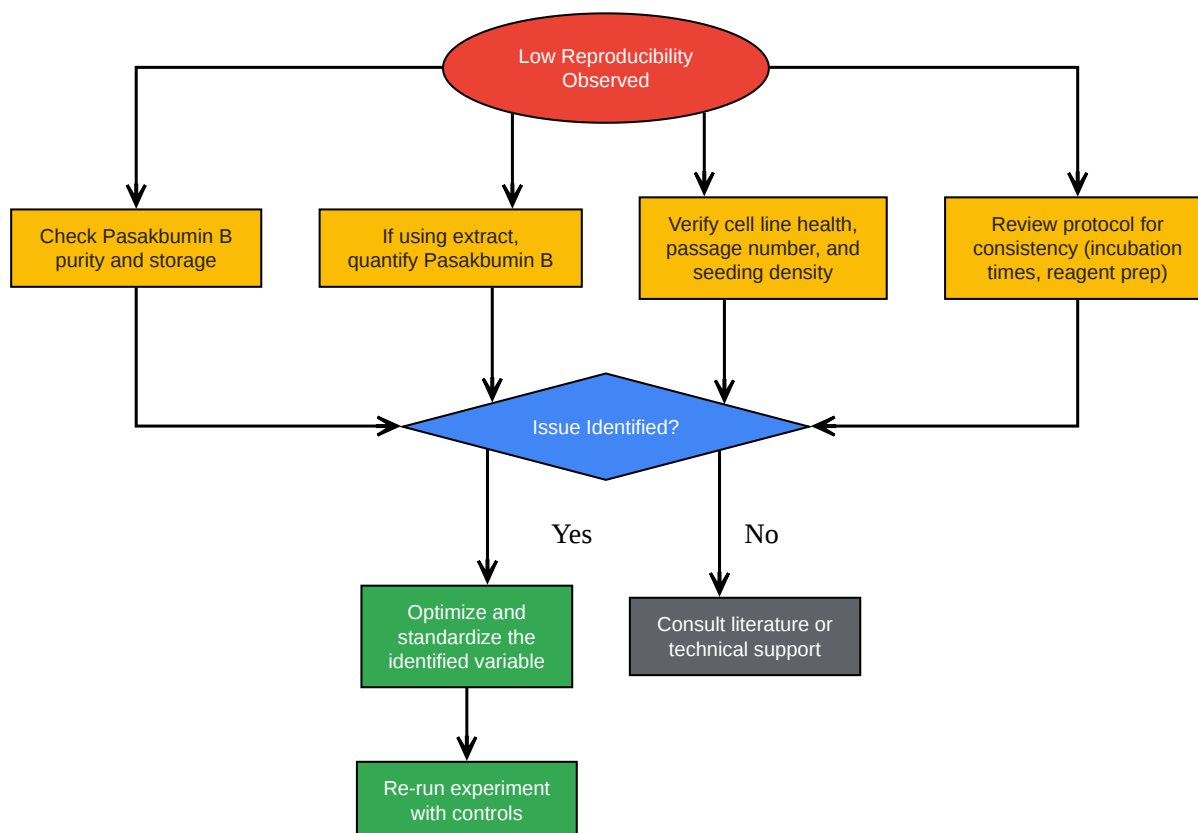 Low Reproducibility
Observed
Check Pasakbumin B
purity and storage
If using extract,
quantify Pasakbumin B
Verify cell line health,
passage number, and
seeding density
Review protocol for
consistency (incubation
times, reagent prep)
Issue Identified?
Yes
No
Optimize and
standardize the
identified variable
Consult literature or
technical support
Re-run experiment
with controls